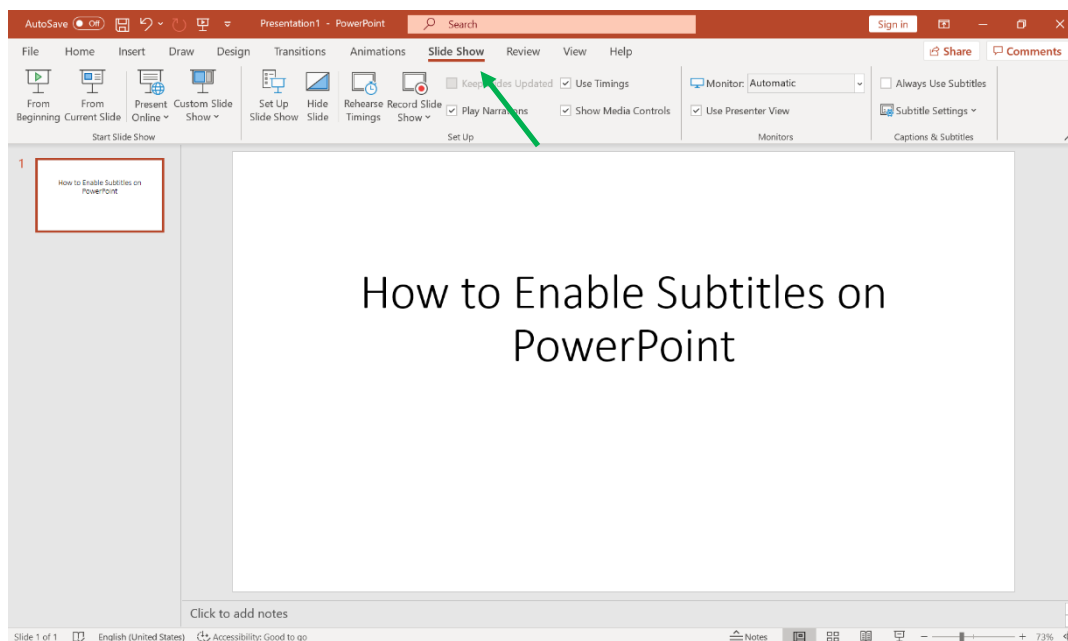 AutoSave Off Presentation1 - PowerPoint Search Sign in
File Home Insert Draw Design Transitions Animations Slide Show Review View Help Share Comments
From Beginning
From Current Slide
Present Online
Custom Slide Show
Start Slide Show
Set Up Slide Show
Hide Slide
Rehearse Timings
Record Slide Show
Keep Slides Updated
Play Narrations
Use Timings
Show Media Controls
Set Up
Monitor: Automatic
Use Presenter View
Monitors
Always Use Subtitles
Subtitle Settings
Captions & Subtitles
1
How to Enable Subtitles on
PowerPoint
How to Enable Subtitles on
PowerPoint
Click to add notes
Slide 1 of 1 English (United States) Accessibility: Good to go Notes 73%